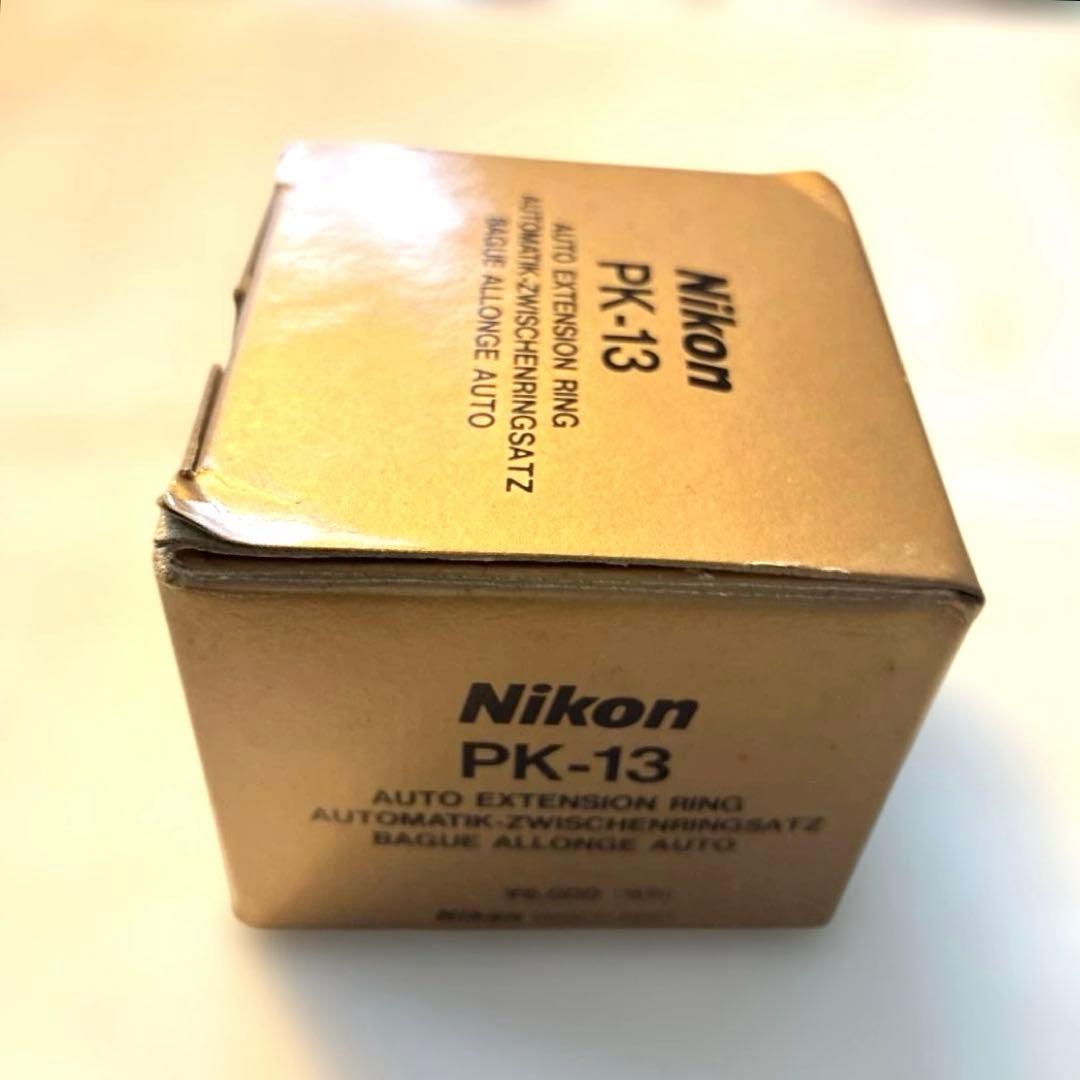 Nikon
PK-13
AUTO EXTENSION RING
AUTOMATIK-ZWISCHENRINGSATZ
BAGUE ALLONGE AUTO
Nikon
PK-13
AUTO EXTENSION RING
AUTOMATIK-ZWISCHENRINGSATZ
BAGUE ALLONGE AUTO
Nikon